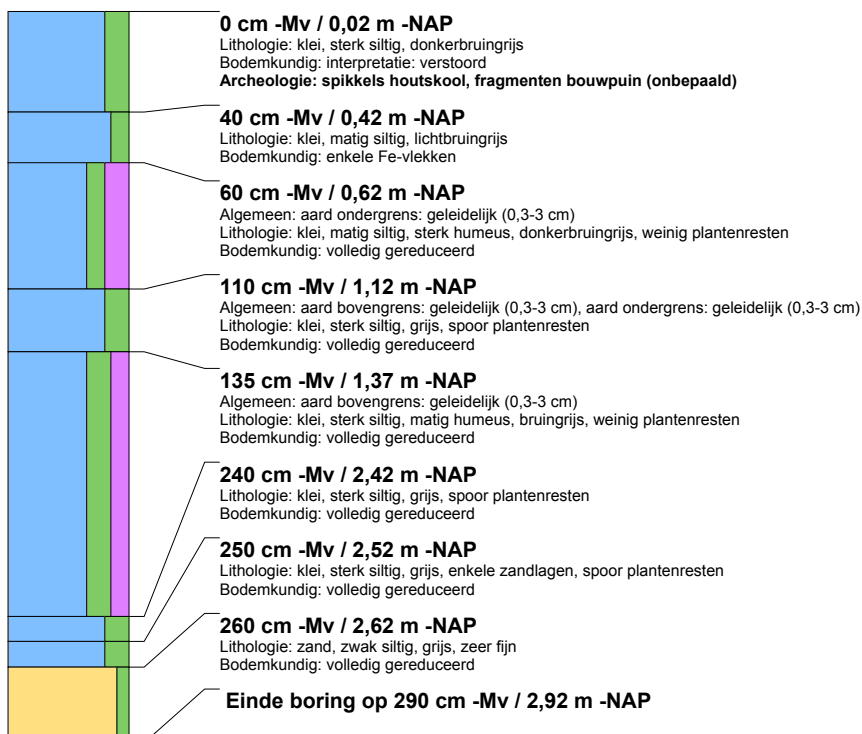 0 cm -Mv / 0,02 m -NAP
Lithologie: klei, sterk siltig, donkerbruingrijs
Bodemkundig: interpretatie: verstoord
Archeologie: spikkels houtskool, fragmenten bouwpuin (onbepaald)
40 cm -Mv / 0,42 m -NAP
Lithologie: klei, matig siltig, lichtbruingrijs
Bodemkundig: enkele Fe-vlekken
60 cm -Mv / 0,62 m -NAP
Algemeen: aard ondergrens: geleidelijk (0,3-3 cm)
Lithologie: klei, matig siltig, sterk humeus, donkerbruingrijs, weinig plantenresten
Bodemkundig: volledig gereduceerd
110 cm -Mv / 1,12 m -NAP
Algemeen: aard bovengrens: geleidelijk (0,3-3 cm), aard ondergrens: geleidelijk (0,3-3 cm)
Lithologie: klei, sterk siltig, grijs, spoor plantenresten
Bodemkundig: volledig gereduceerd
135 cm -Mv / 1,37 m -NAP
Algemeen: aard bovengrens: geleidelijk (0,3-3 cm)
Lithologie: klei, sterk siltig, matig humeus, bruingrijs, weinig plantenresten
Bodemkundig: volledig gereduceerd
240 cm -Mv / 2,42 m -NAP
Lithologie: klei, sterk siltig, grijs, spoor plantenresten
Bodemkundig: volledig gereduceerd
250 cm -Mv / 2,52 m -NAP
Lithologie: klei, sterk siltig, grijs, enkele zandlagen, spoor plantenresten
Bodemkundig: volledig gereduceerd
260 cm -Mv / 2,62 m -NAP
Lithologie: zand, zwak siltig, grijs, zeer fijn
Bodemkundig: volledig gereduceerd
Einde boring op 290 cm -Mv / 2,92 m -NAP